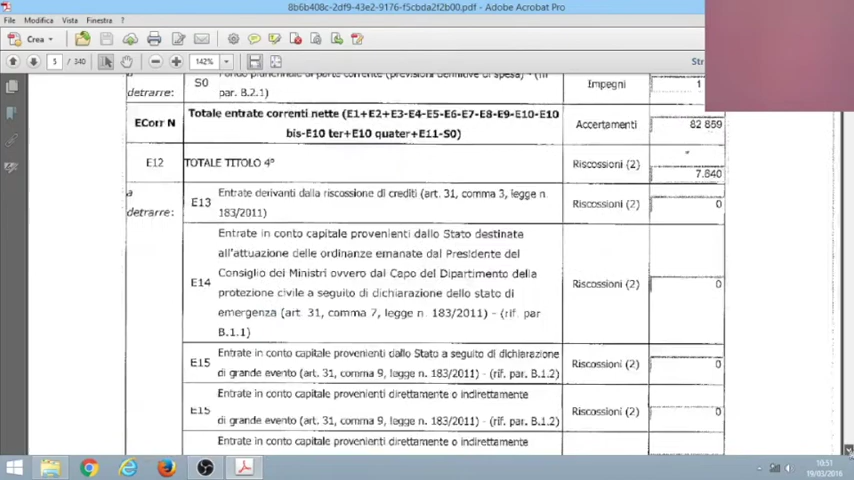 8b6b408c-2df9-43e2-9176-f5cbda2f2b00.pdf - Adobe Acrobat Pro
File Modifica Vista Finestra ?
Crea
5 / 340 142%
a
detrarre:
S0
par. B.2.1)
Impegni
1
ECorr N
Totale entrate correnti nette (E1+E2+E3-E4-E5-E6-E7-E8-E9-E10-E10
bis-E10 ter+E10 quater+E11-S0)
Accertamenti
82 859
E12
TOTALE TITOLO 4°
Riscossioni (2)
7.840
a
detrarre:
E13
Entrate derivanti dalla riscossione di crediti (art. 31, comma 3, legge n
183/2011)
Riscossioni (2)
0
E14
Entrate in conto capitale provenienti dallo Stato destinate
all'attuazione delle ordinanze emanate dal Presidente del
Consiglio dei Ministri ovvero dal Capo del Dipartimento della
protezione civile a seguito di dichiarazione dello stato di
emergenza (art. 31, comma 7, legge n. 183/2011) - (rif. par
B.1.1)
Riscossioni (2)
0
E15
Entrate in conto capitale provenienti dallo Stato a seguito di dichiarazione
di grande evento (art. 31, comma 9, legge n. 183/2011) - (rif. par. B.1.2)
Riscossioni (2)
0
E15
Entrate in conto capitale provenienti direttamente o indirettamente
di grande evento (art. 31, comma 9, legge n. 183/2011) - (rif. par. B.1.2)
Riscossioni (2)
0
Entrate in conto capitale provenienti direttamente o indirettamente
10:51
19/03/2016